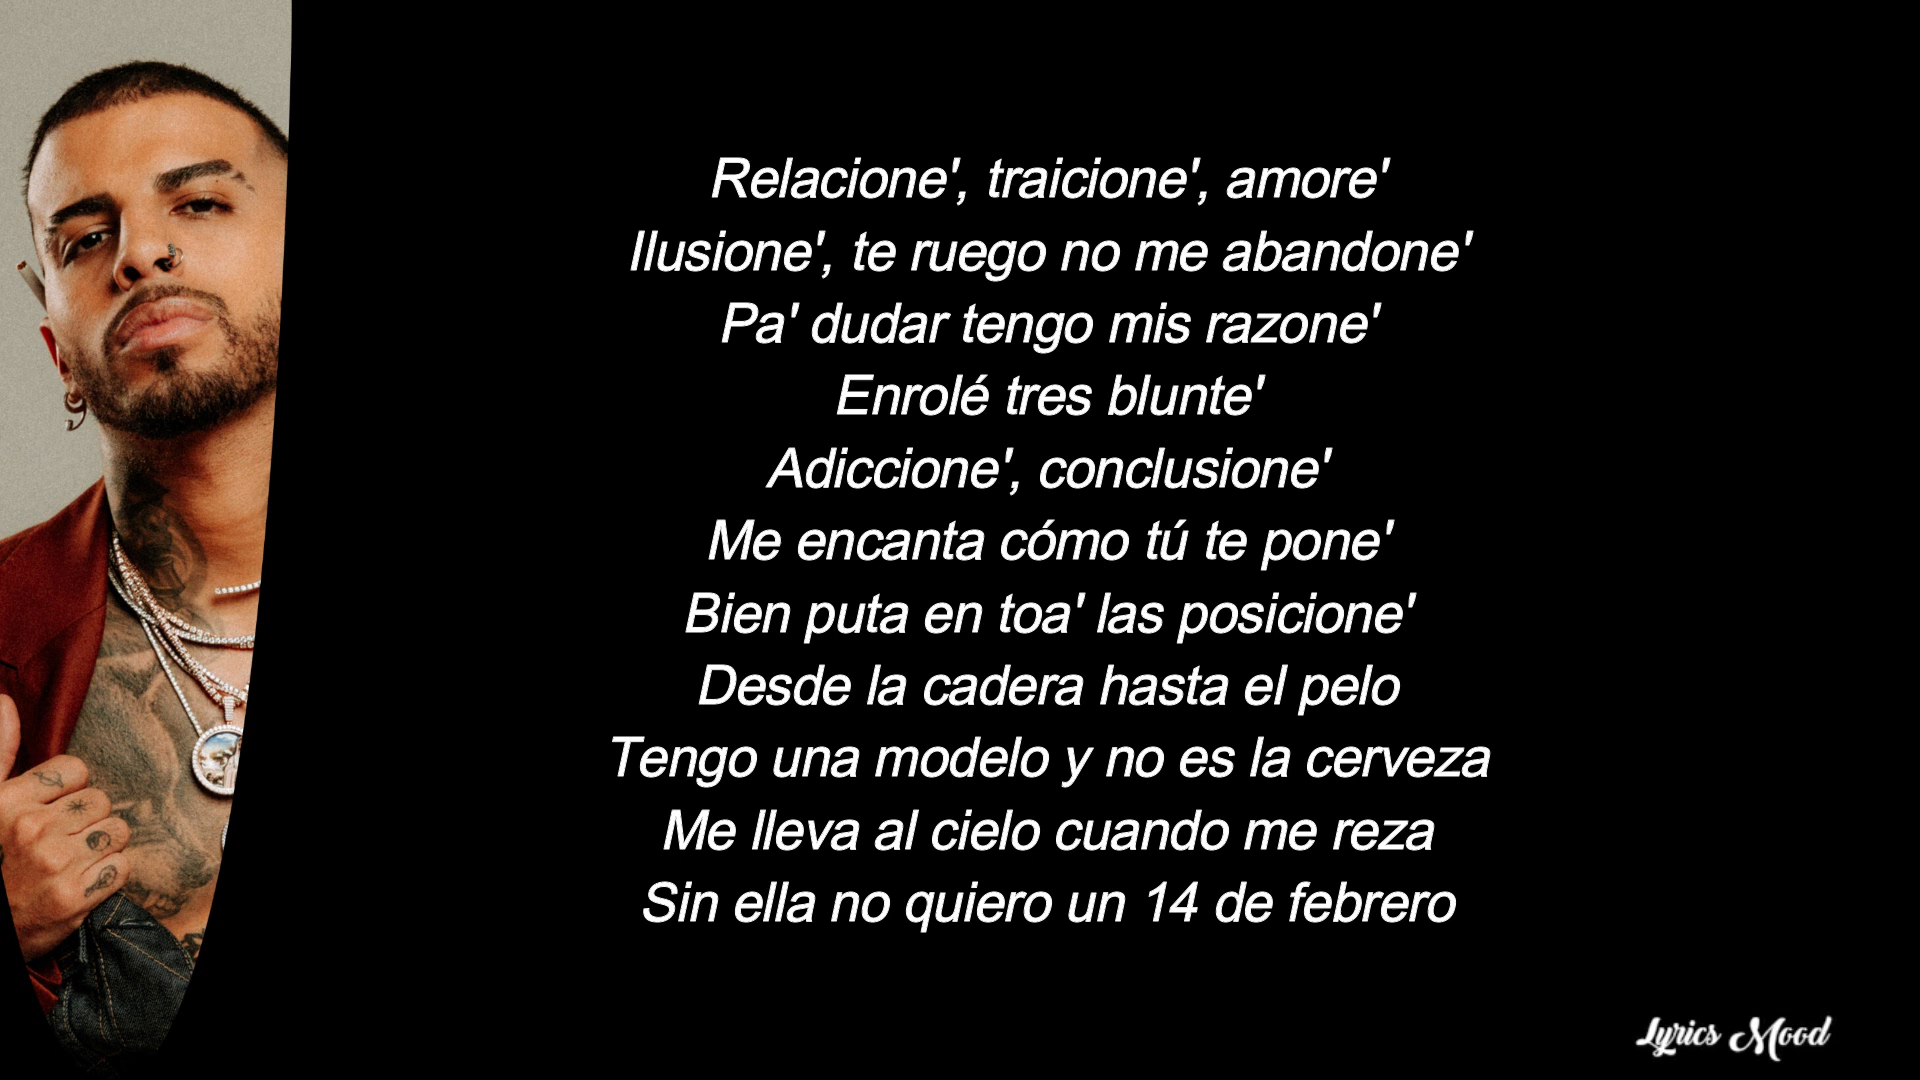 Relacione', traicione', amore'
Ilusione', te ruego no me abandone'
Pa' dudar tengo mis razone'
Enrolé tres blunte'
Adiccione', conclusione'
Me encanta cómo tú te pone'
Bien puta en toa' las posicione'
Desde la cadera hasta el pelo
Tengo una modelo y no es la cerveza
Me lleva al cielo cuando me reza
Sin ella no quiero un 14 de febrero
Lyrics Mood